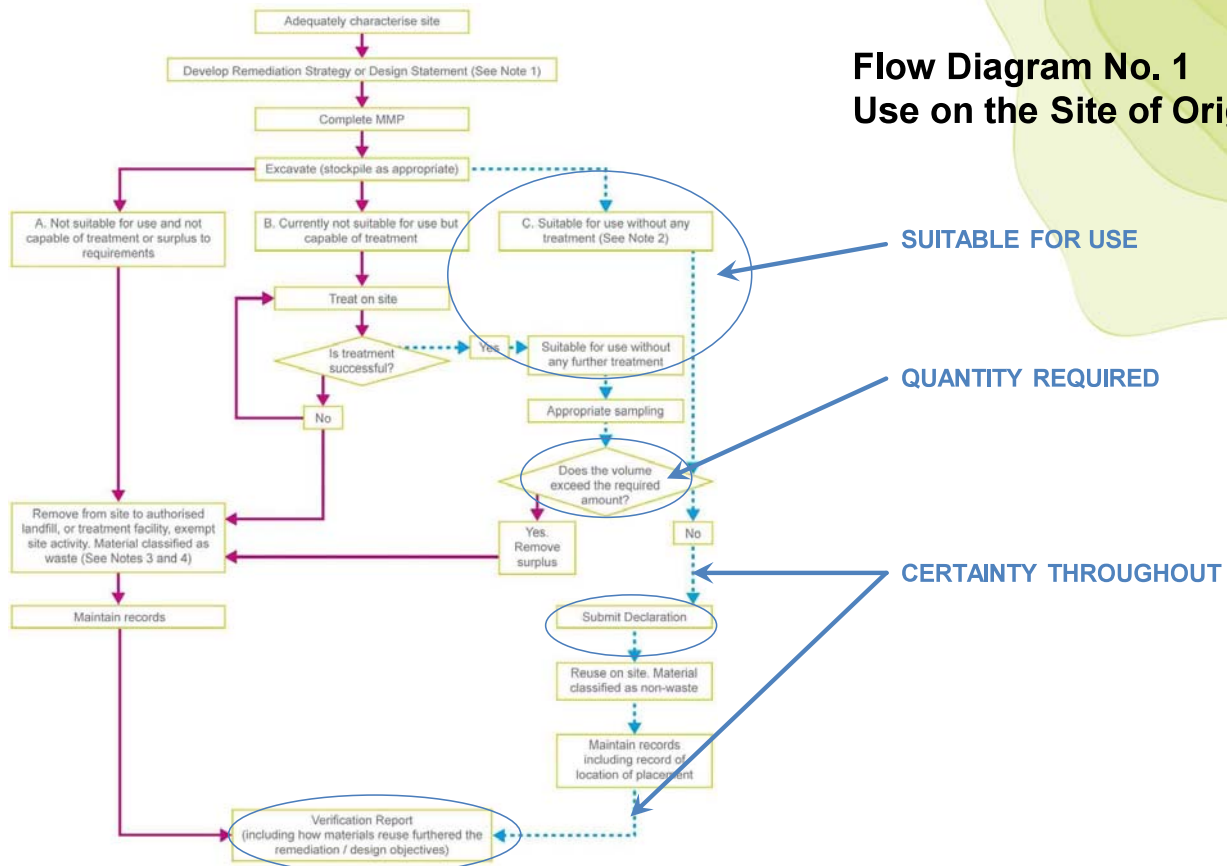 Flow Diagram No. 1
Use on the Site of Orig
Adequately characterise site
Develop Remediation Strategy or Design Statement (See Note 1)
Complete MMP
Excavate (stockpile as appropriate)
A. Not suitable for use and not
capable of treatment or surplus to
requirements
B. Currently not suitable for use but
capable of treatment
C. Suitable for use without any
treatment (See Note 2)
SUITABLE FOR USE
Treat on site
Is treatment
successful?
Yes
Suitable for use without
any further treatment
No
Appropriate sampling
QUANTITY REQUIRED
Does the volume
exceed the required
amount?
Remove from site to authorised
landfill, or treatment facility, exempt
site activity. Material classified as
waste (See Notes 3 and 4)
Yes.
Remove
surplus
No
CERTAINTY THROUGHOUT
Maintain records
Submit Declaration
Reuse on site. Material
classified as non-waste
Maintain records
including record of
location of placement
Verification Report
(including how materials reuse furthered the
remediation / design objectives)